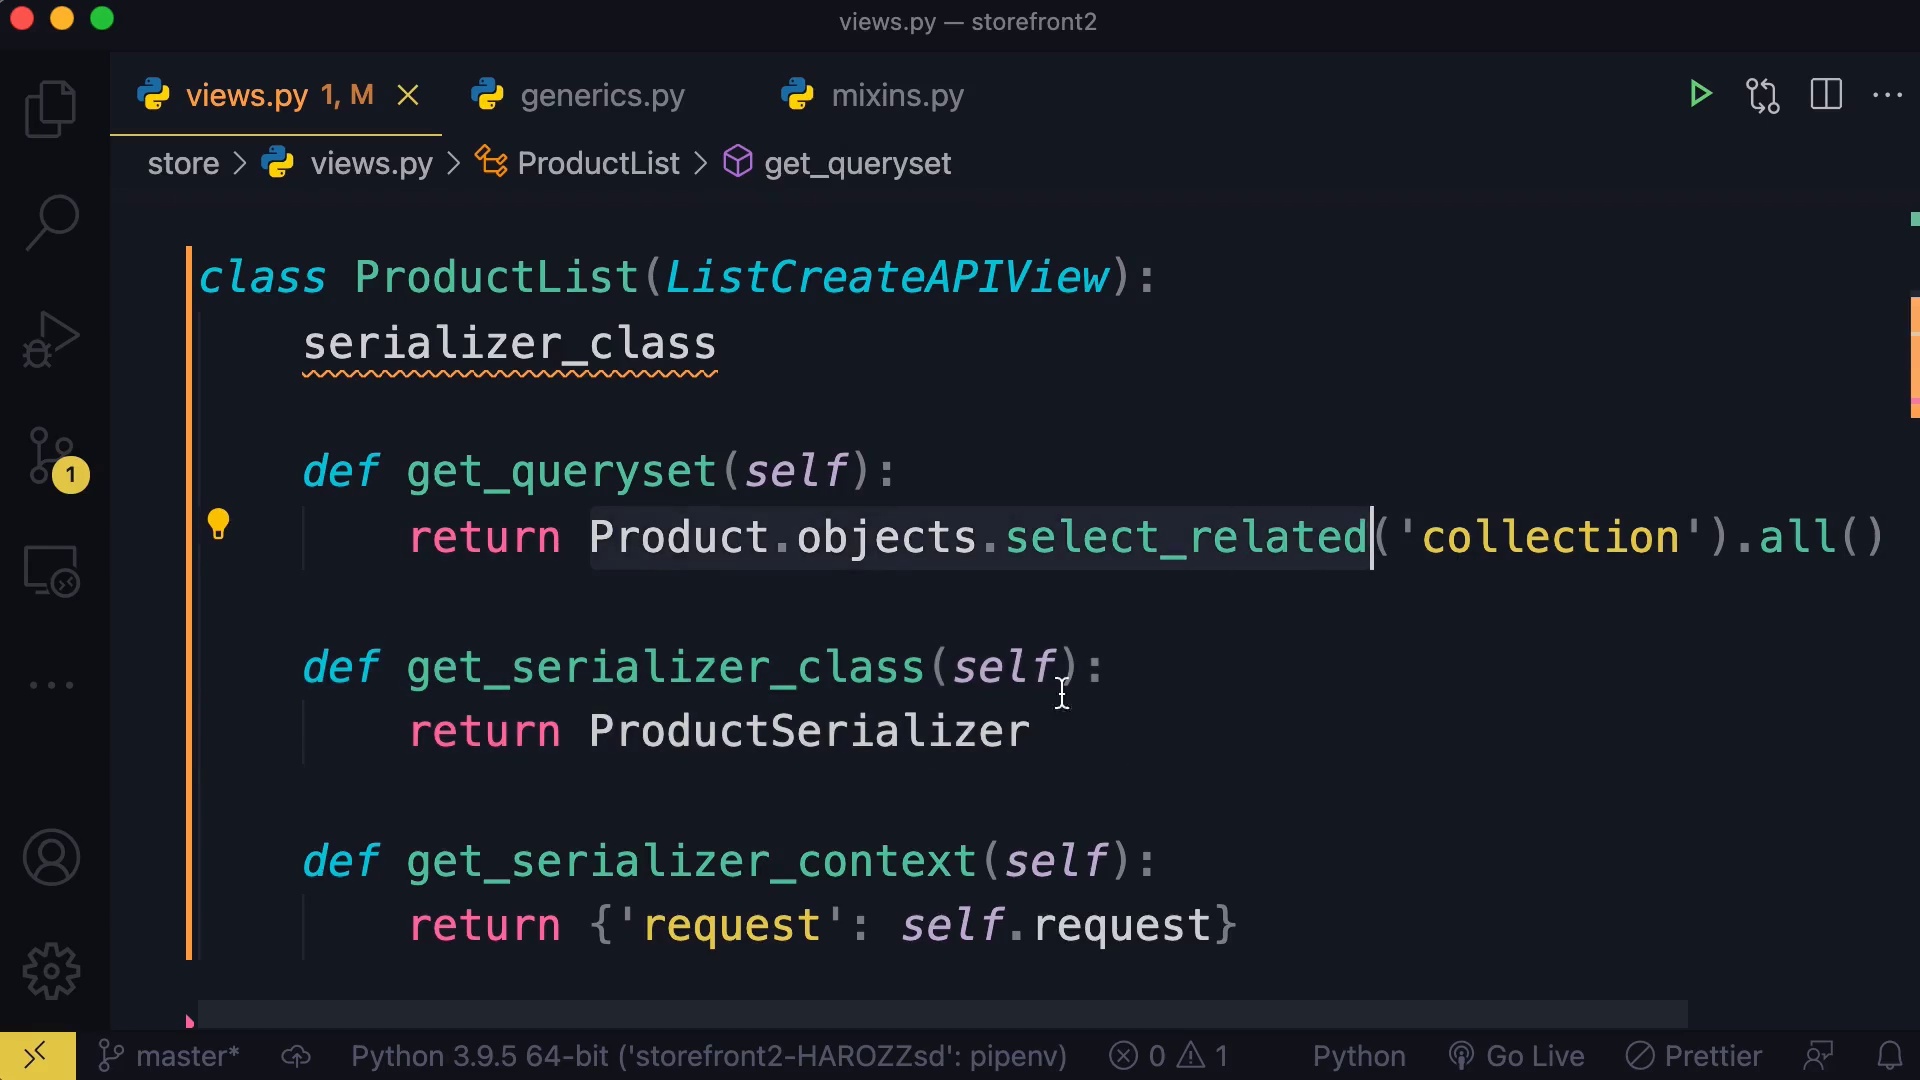 views.py — storefront2
views.py 1, M
generics.py
mixins.py
store > views.py > ProductList > get_queryset
class ProductList(ListCreateAPIView):
serializer_class
def get_queryset(self):
return Product.objects.select_related('collection').all()
def get_serializer_class(self):
return ProductSerializer
def get_serializer_context(self):
return {'request': self.request}
1
master* Python 3.9.5 64-bit ('storefront2-HAROZZsd': pipenv) 0 1 Python Go Live Prettier